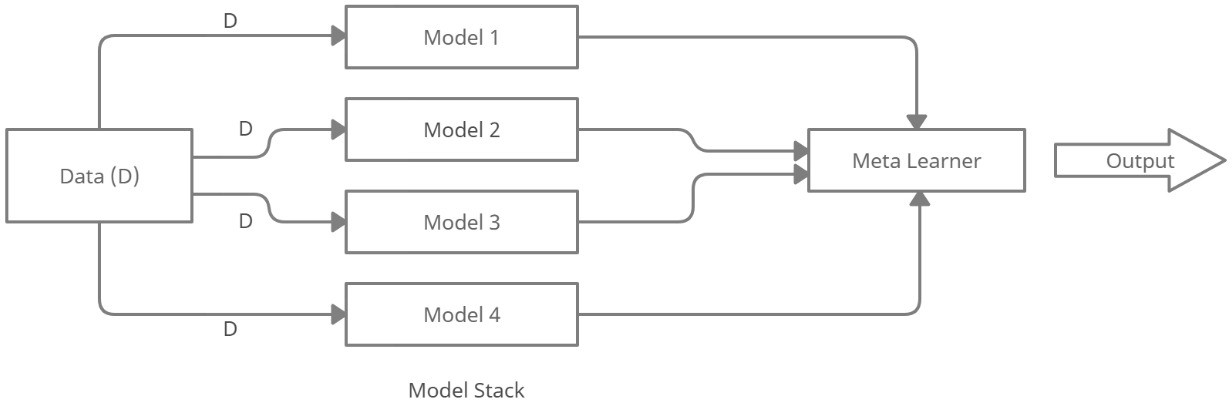 D
Model 1
D
Model 2
Data (D)
Meta Learner
Output
D
Model 3
D
Model 4
Model Stack